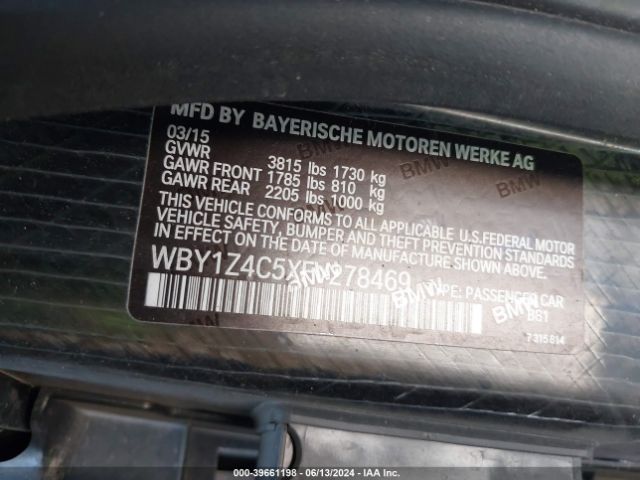 MFD BY BAYERISCHE MOTOREN WERKE AG
03/15
GVWR 3815 lbs 1730 kg
GAWR FRONT 1785 lbs 810 kg
GAWR REAR 2205 lbs 1000 kg
THIS VEHICLE CONFORMS TO ALL APPLICABLE U.S.FEDERAL MOTOR
VEHICLE SAFETY, BUMPER AND THEFT PREVENTION STANDARDS
IN EFFECT ON THE DATE OF MANUFACTURE SHOWN ABOVE.
WBY1Z4C5XFV278469 TYPE: PASSENGER CAR
B61
7315814
000-39661198 - 06/13/2024 - IAA Inc.